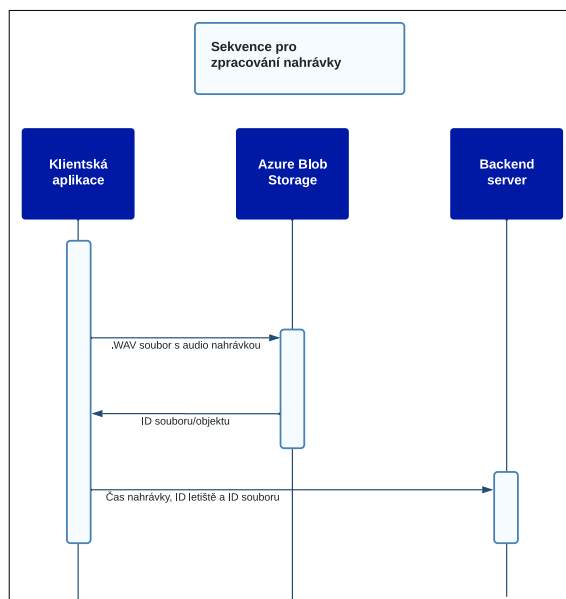 Sekvence pro
zpracování nahrávky
Klientská
aplikace
Azure Blob
Storage
Backend
server
.WAV soubor s audio nahrávkou
ID souboru/objektu
Čas nahrávky, ID letiště a ID souboru